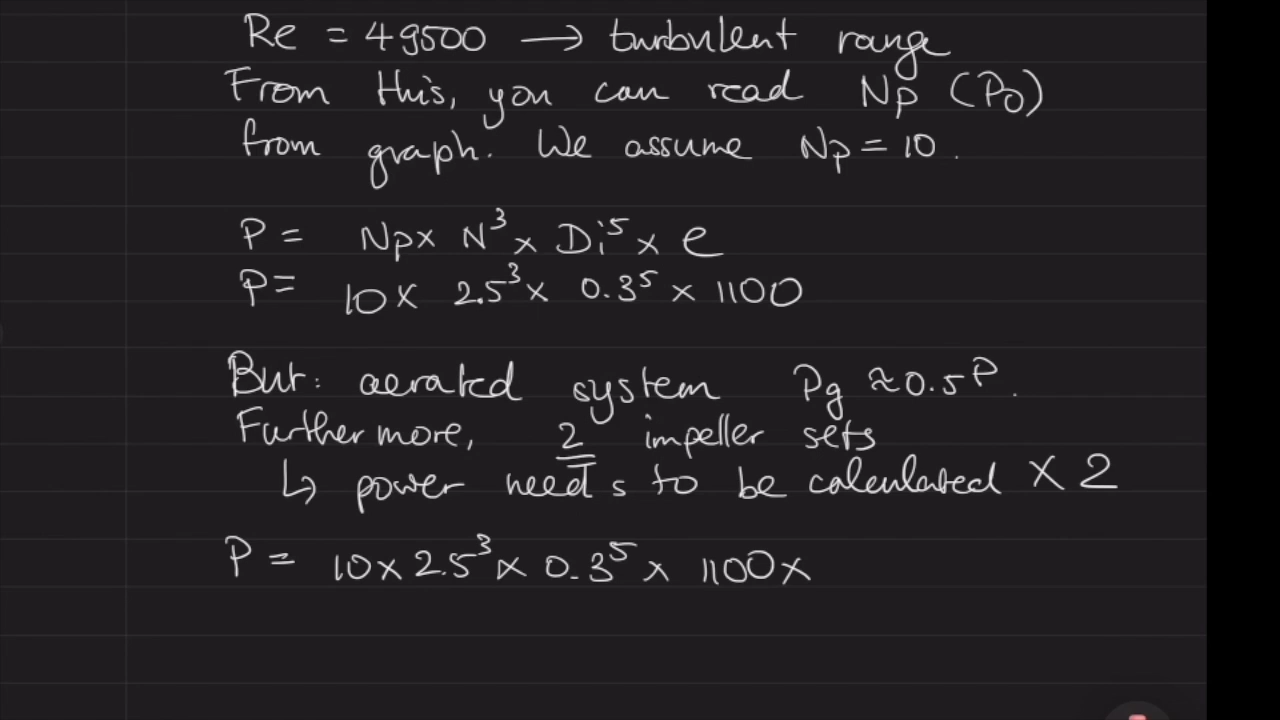 Re = 49500 → turbulent range
From this, you can read Np (P₀)
from graph. We assume Np = 10.
P = Np x N³ x Di⁵ x ρ
P = 10 x 2.5³ x 0.3⁵ x 1100
But: aerated system Pg ≈ 0.5 P.
Furthermore, 2 impeller sets
↳ power needs to be calculated x 2
P = 10 x 2.5³ x 0.3⁵ x 1100 x